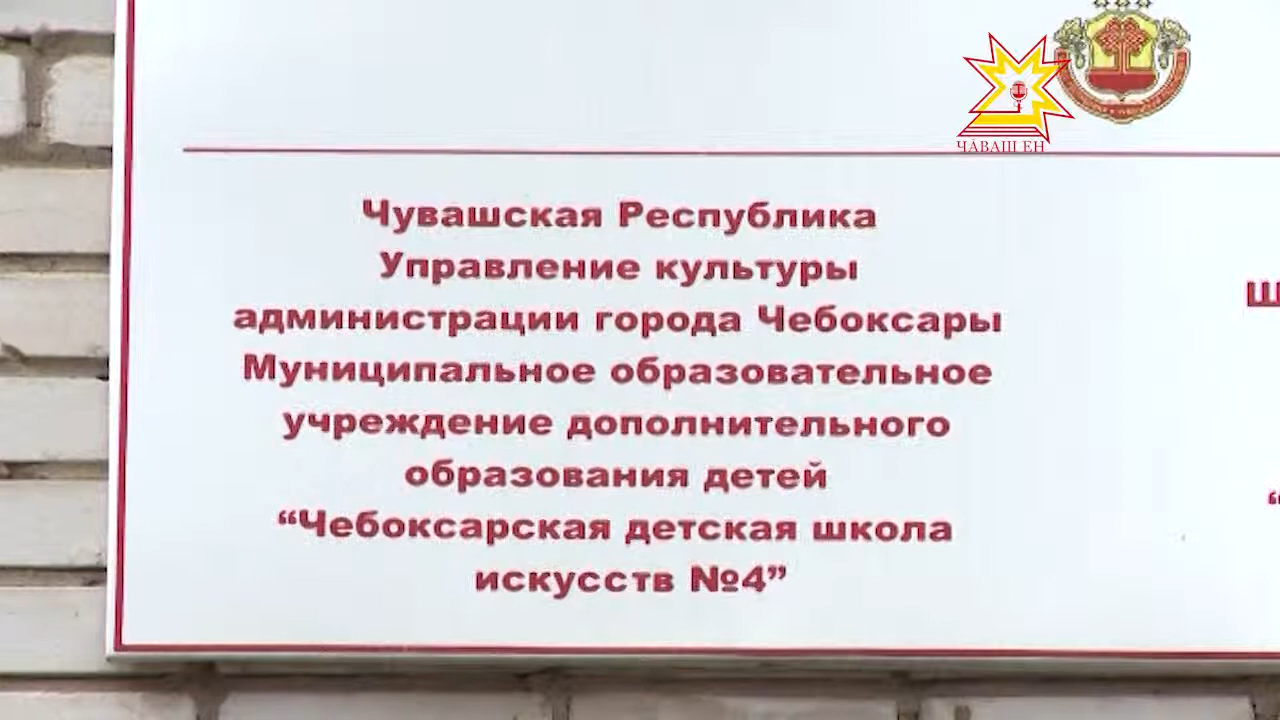 ЧӐВАШ ЕН
Чувашская Республика
Управление культуры
администрации города Чебоксары
Муниципальное образовательное
учреждение дополнительного
образования детей
“Чебоксарская детская школа
искусств №4”
Ш
“